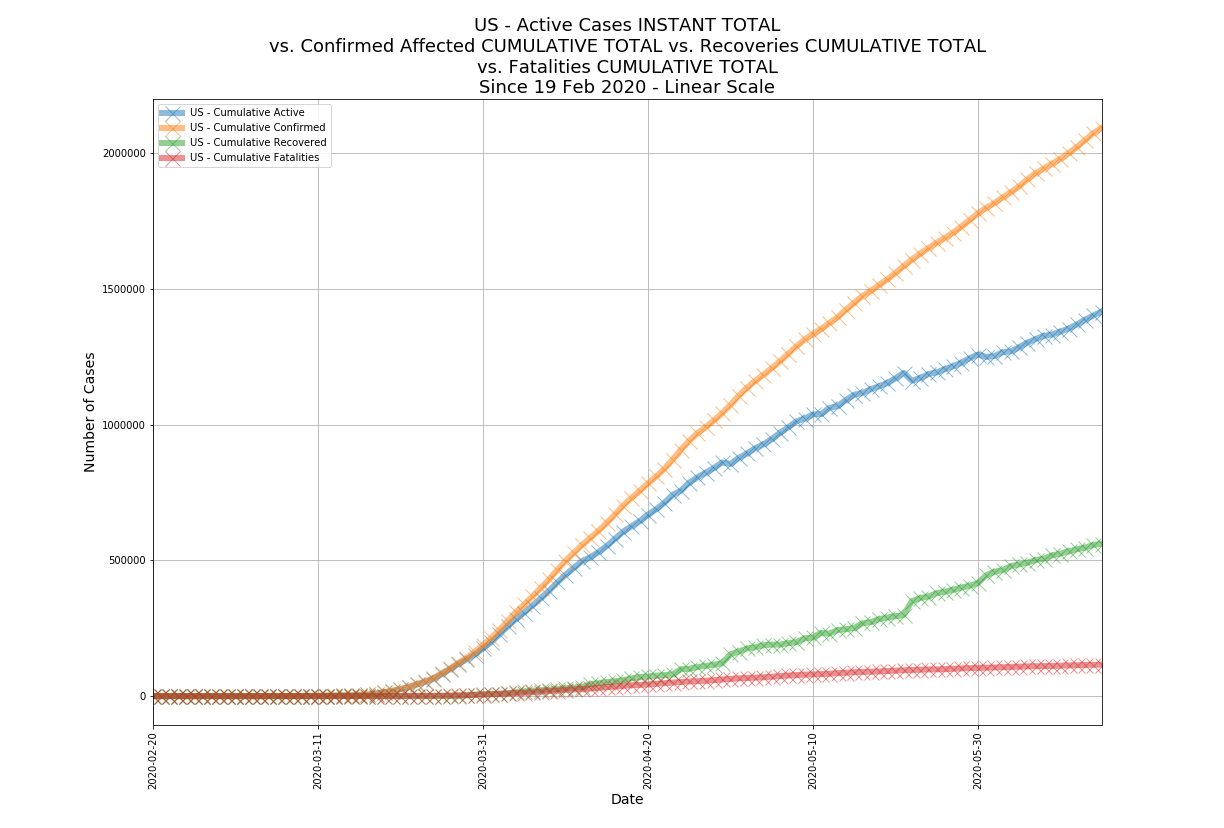 US - Active Cases INSTANT TOTAL
vs. Confirmed Affected CUMULATIVE TOTAL vs. Recoveries CUMULATIVE TOTAL
vs. Fatalities CUMULATIVE TOTAL
Since 19 Feb 2020 - Linear Scale
US - Cumulative Active
US - Cumulative Confirmed
US - Cumulative Recovered
US - Cumulative Fatalities
Number of Cases
2000000
1500000
1000000
500000
0
2020-02-20
2020-03-11
2020-03-31
2020-04-20
2020-05-10
2020-05-30
Date